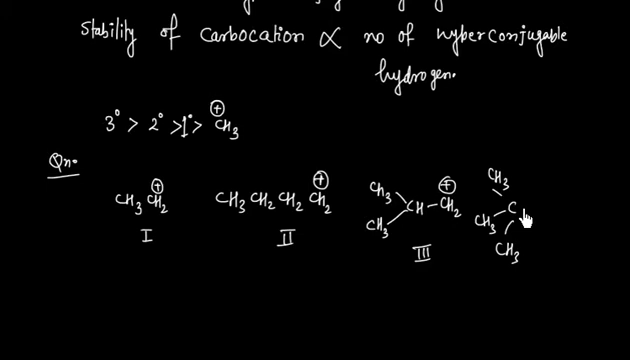 Stability of carbocation ∝ no of hyberconjugable
hydrogen.
3° > 2° > 1° > ⊕CH3
Qn.
CH3 CH2⊕
I
CH3 CH2 CH2 CH2⊕
II
CH3
CH3
CH – CH2⊕
III
CH3
CH3 – C
CH3